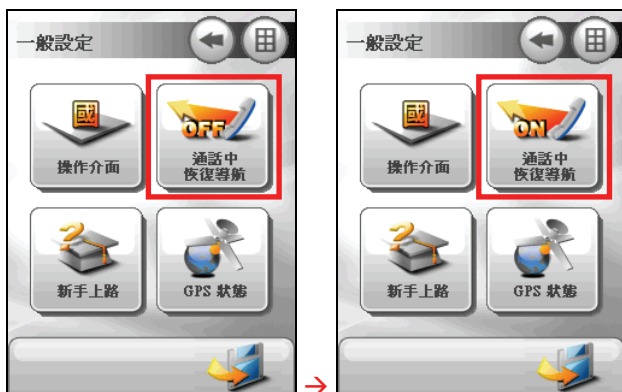 一般設定
國
OFF
操作介面
通話中
恢復導航
?
新手上路
GPS 狀態
→
一般設定
國
ON
操作介面
通話中
恢復導航
?
新手上路
GPS 狀態